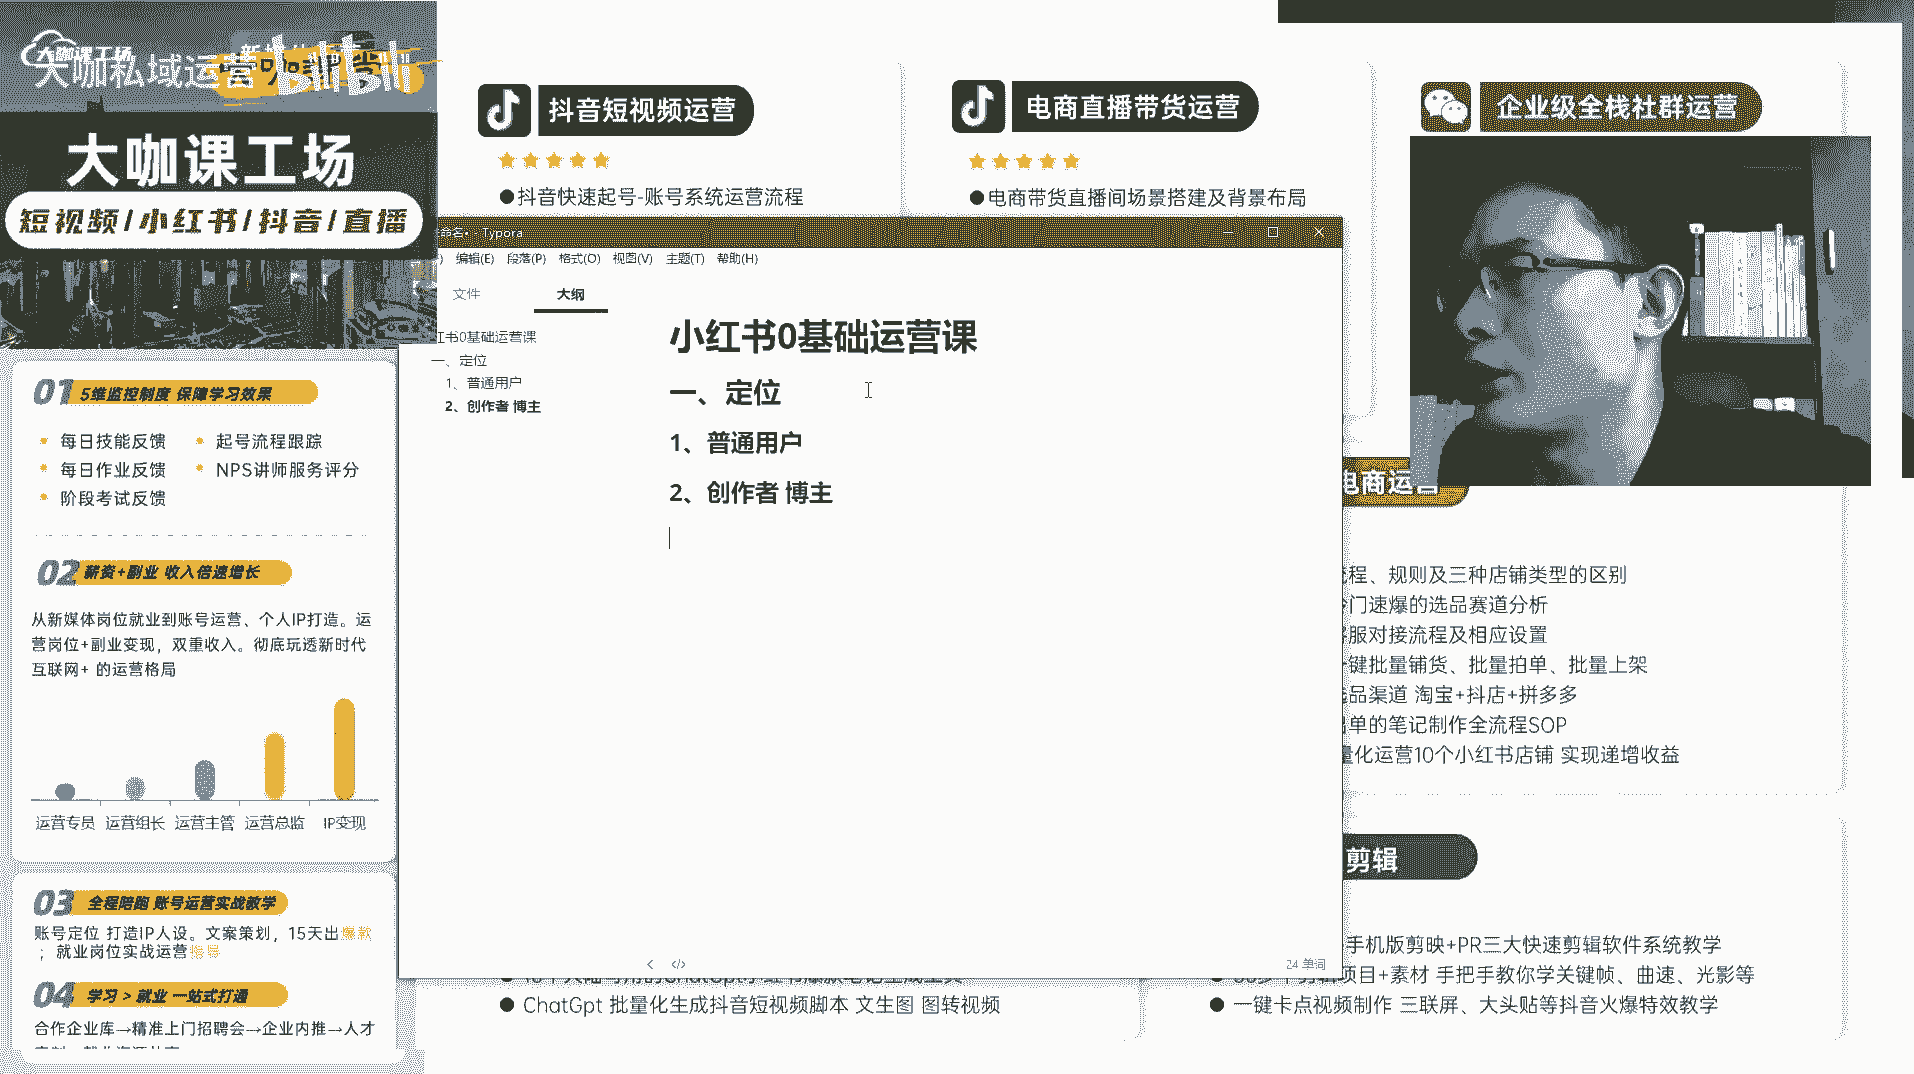 大咖课工场
大咖私域运营
bilibili
大咖课工场
短视频/小红书/抖音/直播
01 5维监控制度 保障学习效果
每日技能反馈
起号流程跟踪
每日作业反馈
NPS讲师服务评分
阶段考试反馈
02 薪资+副业 收入倍速增长
从新媒体岗位就业到账号运营、个人IP打造。运
营岗位+副业变现，双重收入。彻底玩透新时代
互联网+ 的运营格局
运营专员 运营组长 运营主管 运营总监 IP变现
03 全程陪跑 账号运营实战教学
账号定位 打造IP人设。文案策划，15天出爆款
；就业岗位实战运营
04 学习 > 就业 一站式打通
合作企业库→精准上门招聘会→企业内推→人才
抖音短视频运营
●抖音快速起号-账号系统运营流程
电商直播带货运营
●电商带货直播间场景搭建及背景布局
企业级全栈社群运营
命名• - Typora
编辑(E) 段落(P) 格式(O) 视图(V) 主题(T) 帮助(H)
文件 大纲
书0基础运营课
一、定位
1、普通用户
2、创作者 博主
小红书0基础运营课
一、定位
1、普通用户
2、创作者 博主
24 单词
电商运营
流程、规则及三种店铺类型的区别
门速爆的选品赛道分析
客服对接流程及相应设置
一键批量铺货、批量拍单、批量上架
选品渠道 淘宝+抖店+拼多多
出单的笔记制作全流程SOP
量化运营10个小红书店铺 实现递增收益
● ChatGpt 批量化生成抖音短视频脚本 文生图 图转视频
剪辑
手机版剪映+PR三大快速剪辑软件系统教学
项目+素材 手把手教你学关键帧、曲速、光影等
● 一键卡点视频制作 三联屏、大头贴等抖音火爆特效教学